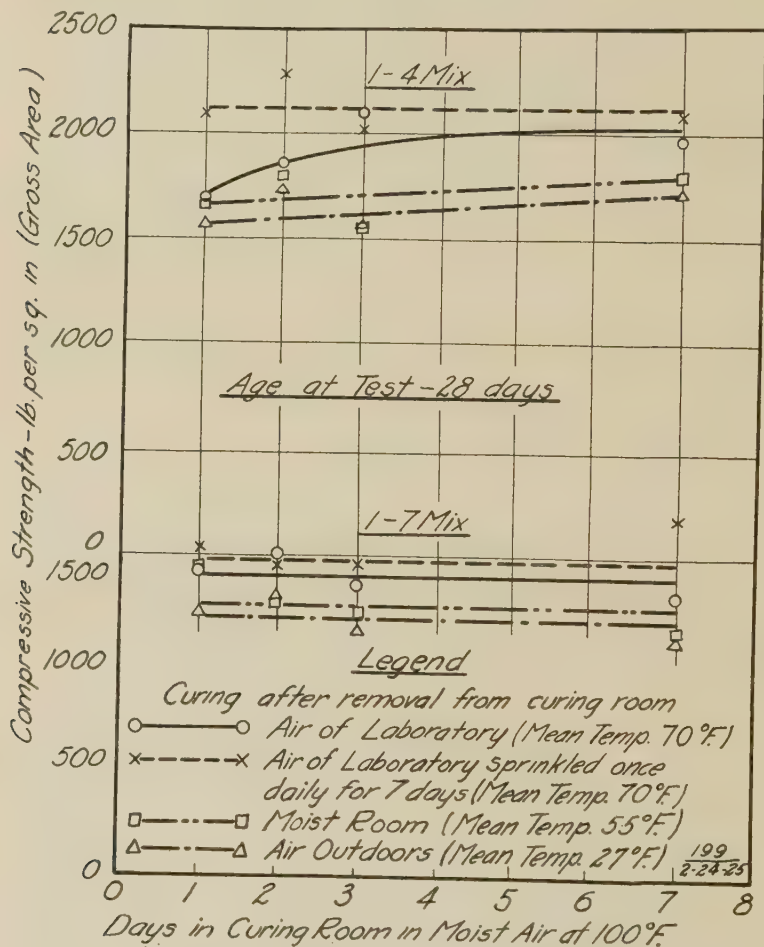 2500
2000
1500
1000
500
0
1500
1000
500
0
Compressive Strength-lb. per sq. in (Gross Area)
1-4 Mix
Age at Test-28 days
1-7 Mix
Legend
Curing after removal from curing room
Air of Laboratory (Mean Temp. 70°F.)
Air of Laboratory sprinkled once
daily for 7 days (Mean Temp. 70°F.)
Moist Room (Mean Temp. 55°F.)
Air Outdoors (Mean Temp. 27°F.)
199
2-24-25
0 1 2 3 4 5 6 7 8
Days in Curing Room in Moist Air at 100°F.